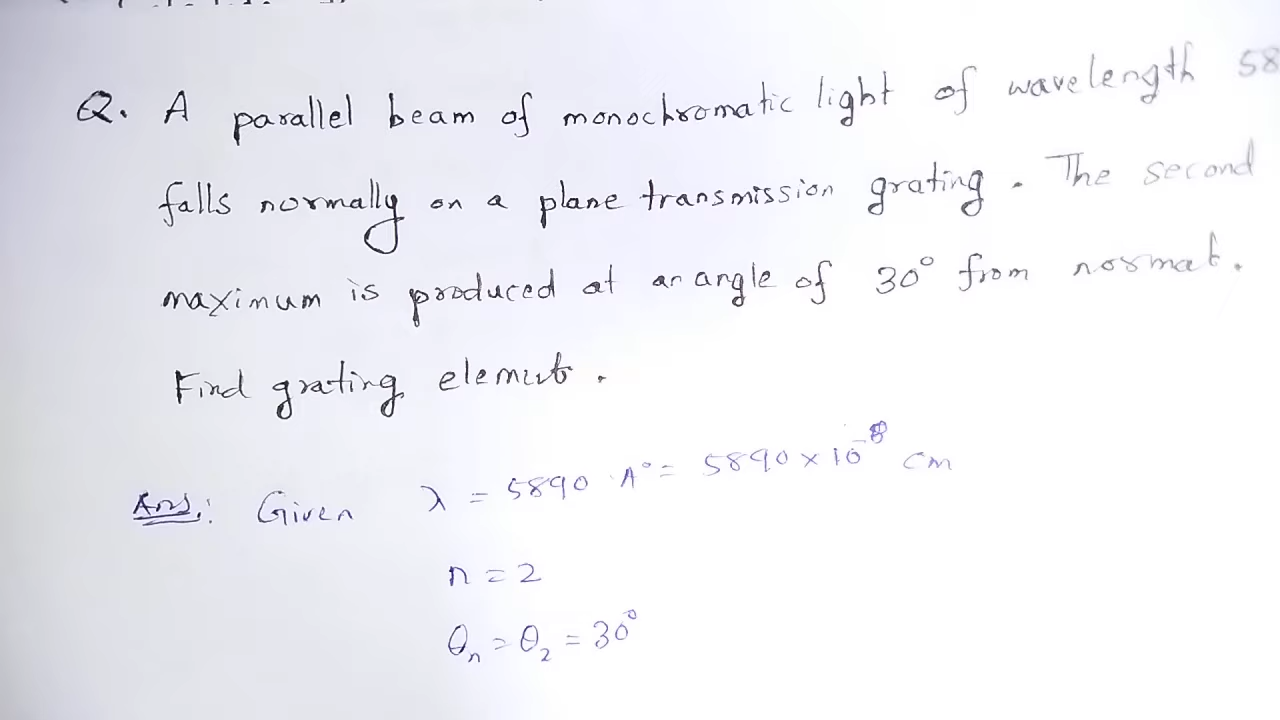 Q. A parallel beam of monochromatic light of wavelength 58
falls normally on a plane transmission grating. The second
maximum is produced at an angle of 30° from normal.
Find grating element.
Ans: Given λ = 5890 A° = 5890 × 10⁻⁸ cm
n = 2
θₙ = θ₂ = 30°